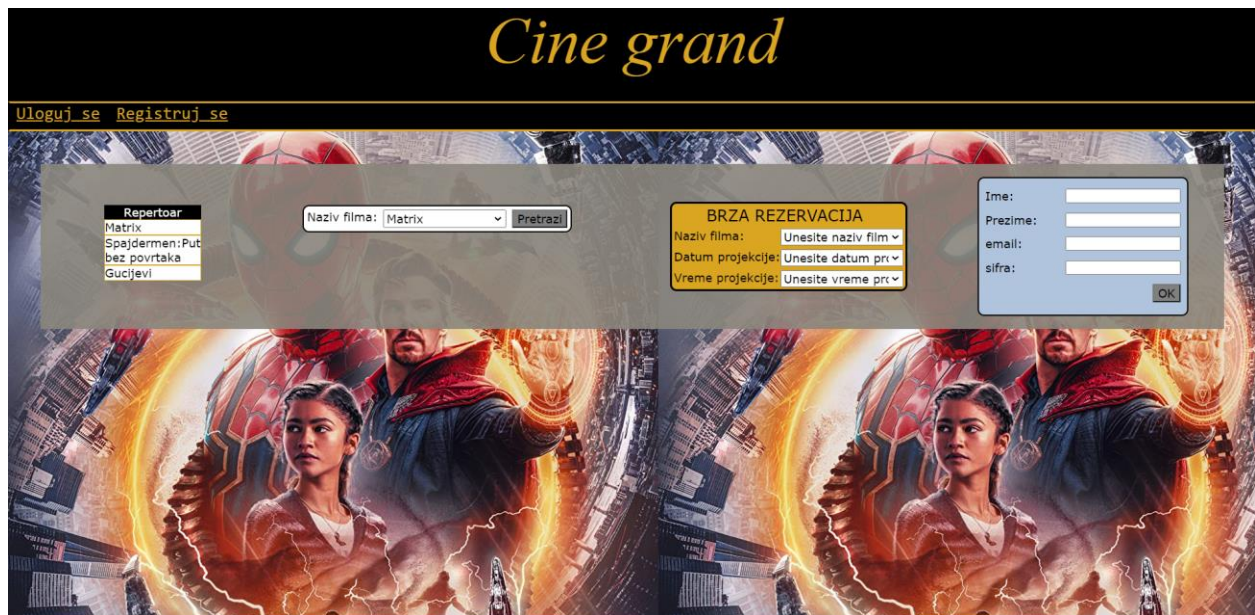 Cine grand
Uloguj se Registruj se
Repertoar
Matrix
Spajdermen:Put
bez povrtaka
Gucijevi
Naziv filma: Matrix Pretrazi
BRZA REZERVACIJA
Naziv filma: Unesite naziv film
Datum projekcije: Unesite datum pro
Vreme projekcije: Unesite vreme pro
Ime:
Prezime:
email:
sifra:
OK